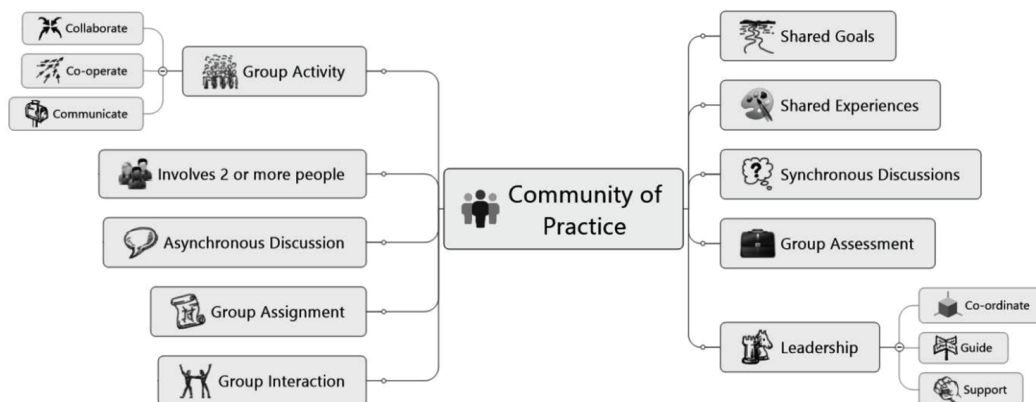 Collaborate
Co-operate
Communicate
Group Activity
Involves 2 or more people
Asynchronous Discussion
Group Assignment
Group Interaction
Community of
Practice
Shared Goals
Shared Experiences
Synchronous Discussions
Group Assessment
Leadership
Co-ordinate
Guide
Support